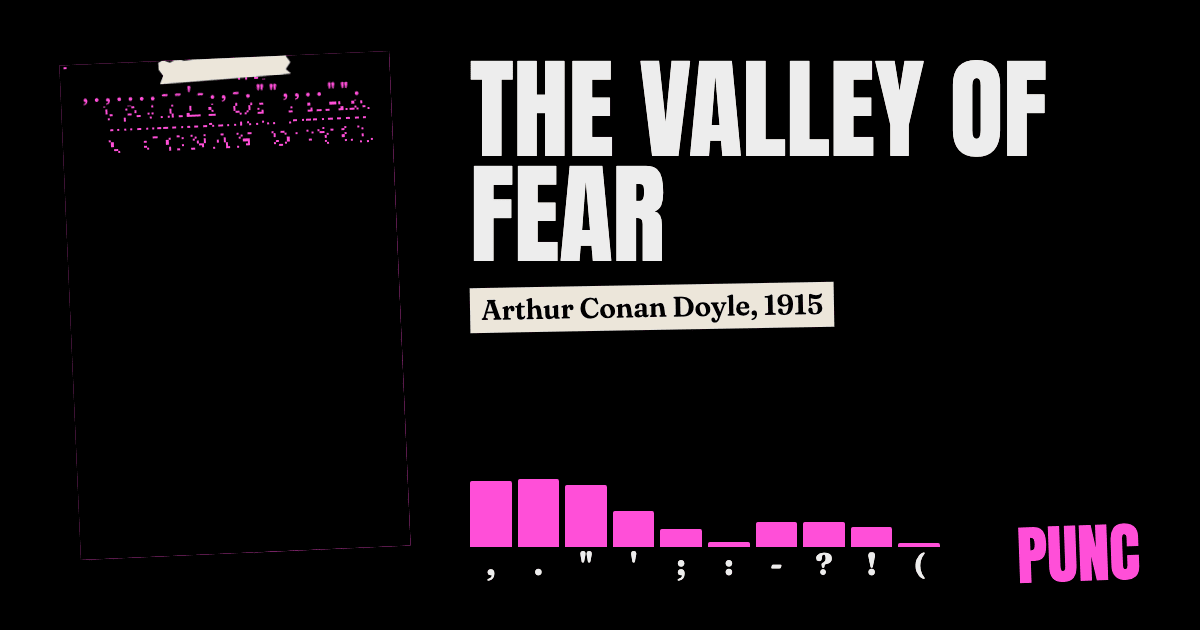 THE VALLEY OF
FEAR
Arthur Conan Doyle, 1915
, . " ' ; : - ? ! (
PUNC